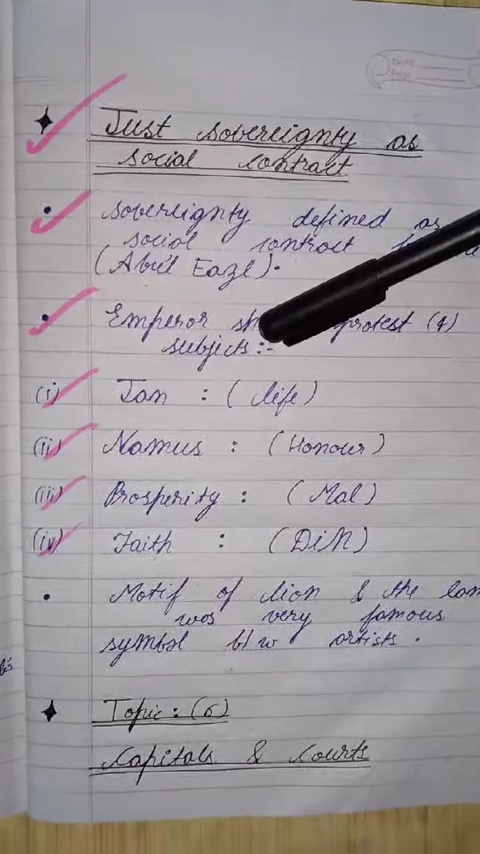 Just sovereignty as
social contract
• sovereignty defined as
social contract
(Abul Eazl).
• Emperor protest (4)
subjects :-
(i) Jan : (life)
(ii) Namus : (Honour)
(iii) Prosperity : (Mal)
(iv) Faith : (DiN)
• Motif of lion & the
was very famous
symbol b/w artists.
Topic : (6)
Capitals & Courts